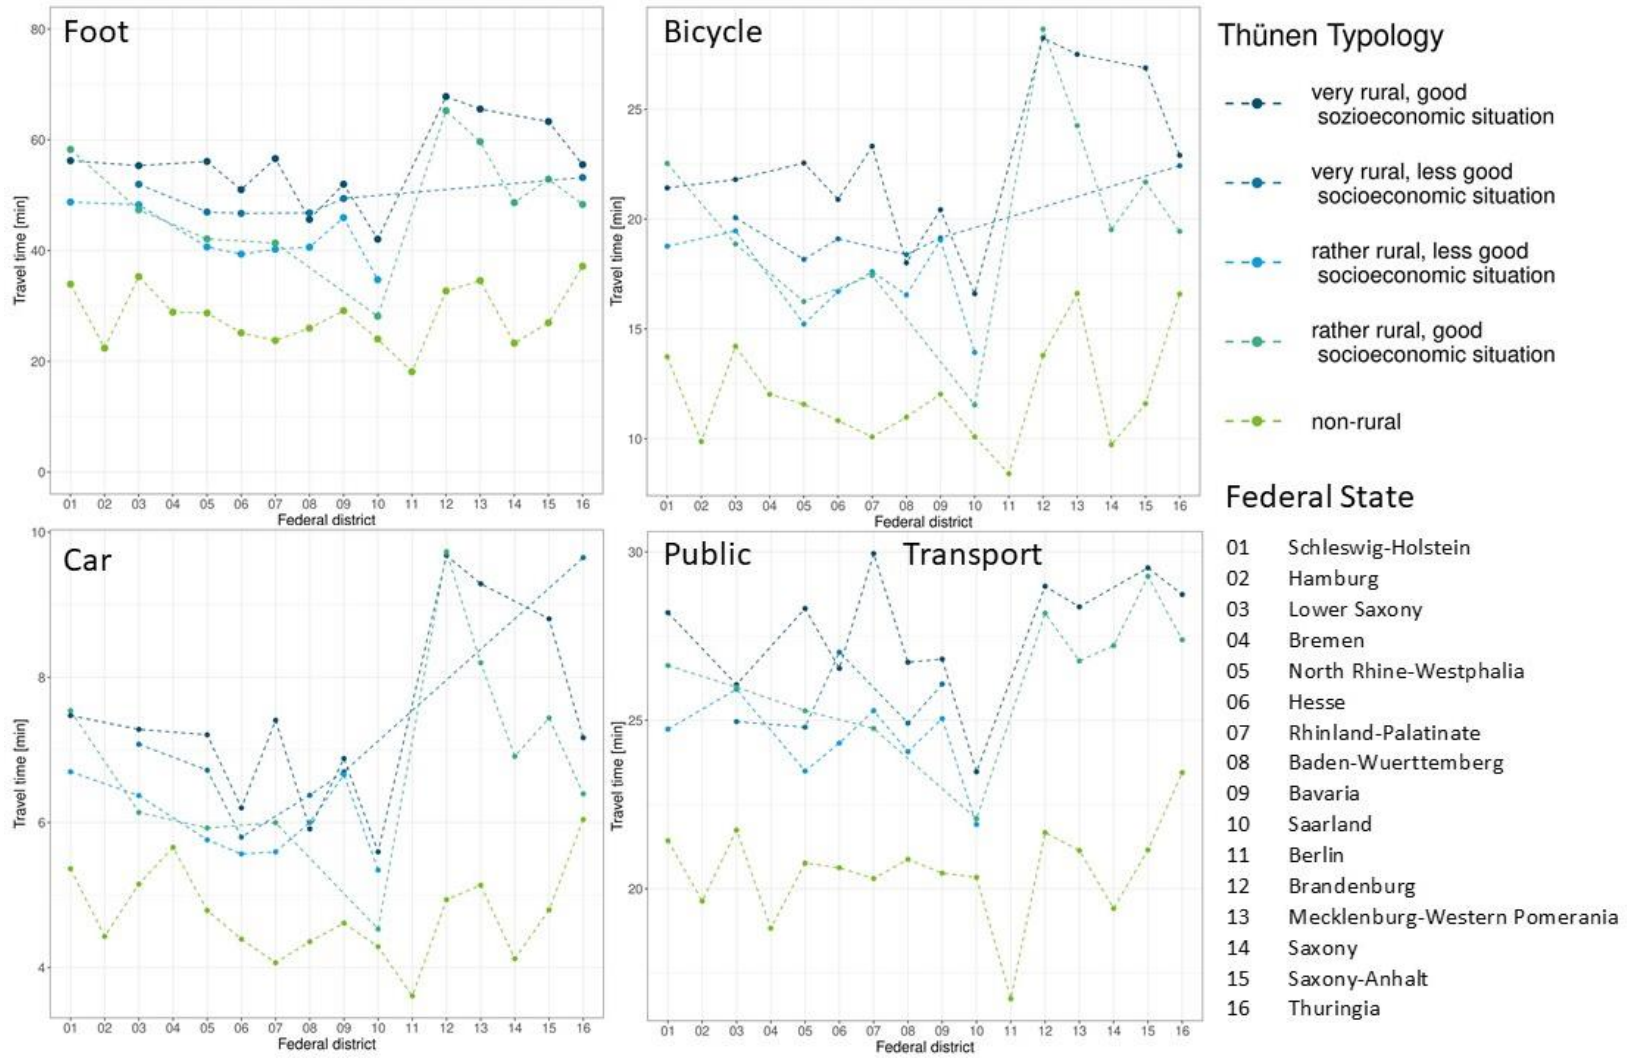 Foot
80
60
40
20
0
Travel time [min]
01 02 03 04 05 06 07 08 09 10 11 12 13 14 15 16
Federal district
Bicycle
25
20
15
10
Travel time [min]
01 02 03 04 05 06 07 08 09 10 11 12 13 14 15 16
Federal district
Car
10
8
6
4
Travel time [min]
01 02 03 04 05 06 07 08 09 10 11 12 13 14 15 16
Federal district
Public Transport
30
25
20
Travel time [min]
01 02 03 04 05 06 07 08 09 10 11 12 13 14 15 16
Federal district
Thünen Typology
very rural, good
sozioeconomic situation
very rural, less good
socioeconomic situation
rather rural, less good
socioeconomic situation
rather rural, good
socioeconomic situation
non-rural
Federal State
01 Schleswig-Holstein
02 Hamburg
03 Lower Saxony
04 Bremen
05 North Rhine-Westphalia
06 Hesse
07 Rhinland-Palatinate
08 Baden-Wuerttemberg
09 Bavaria
10 Saarland
11 Berlin
12 Brandenburg
13 Mecklenburg-Western Pomerania
14 Saxony
15 Saxony-Anhalt
16 Thuringia